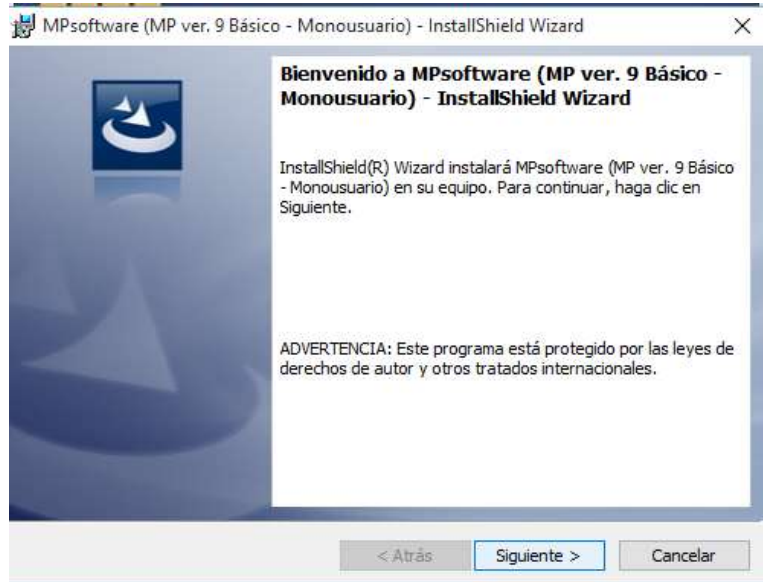 MPsoftware (MP ver. 9 Básico - Monousuario) - InstallShield Wizard
Bienvenido a MPsoftware (MP ver. 9 Básico -
Monousuario) - InstallShield Wizard
InstallShield(R) Wizard instalará MPsoftware (MP ver. 9 Básico
- Monousuario) en su equipo. Para continuar, haga clic en
Siguiente.
ADVERTENCIA: Este programa está protegido por las leyes de
derechos de autor y otros tratados internacionales.
< Atrás
Siguiente >
Cancelar